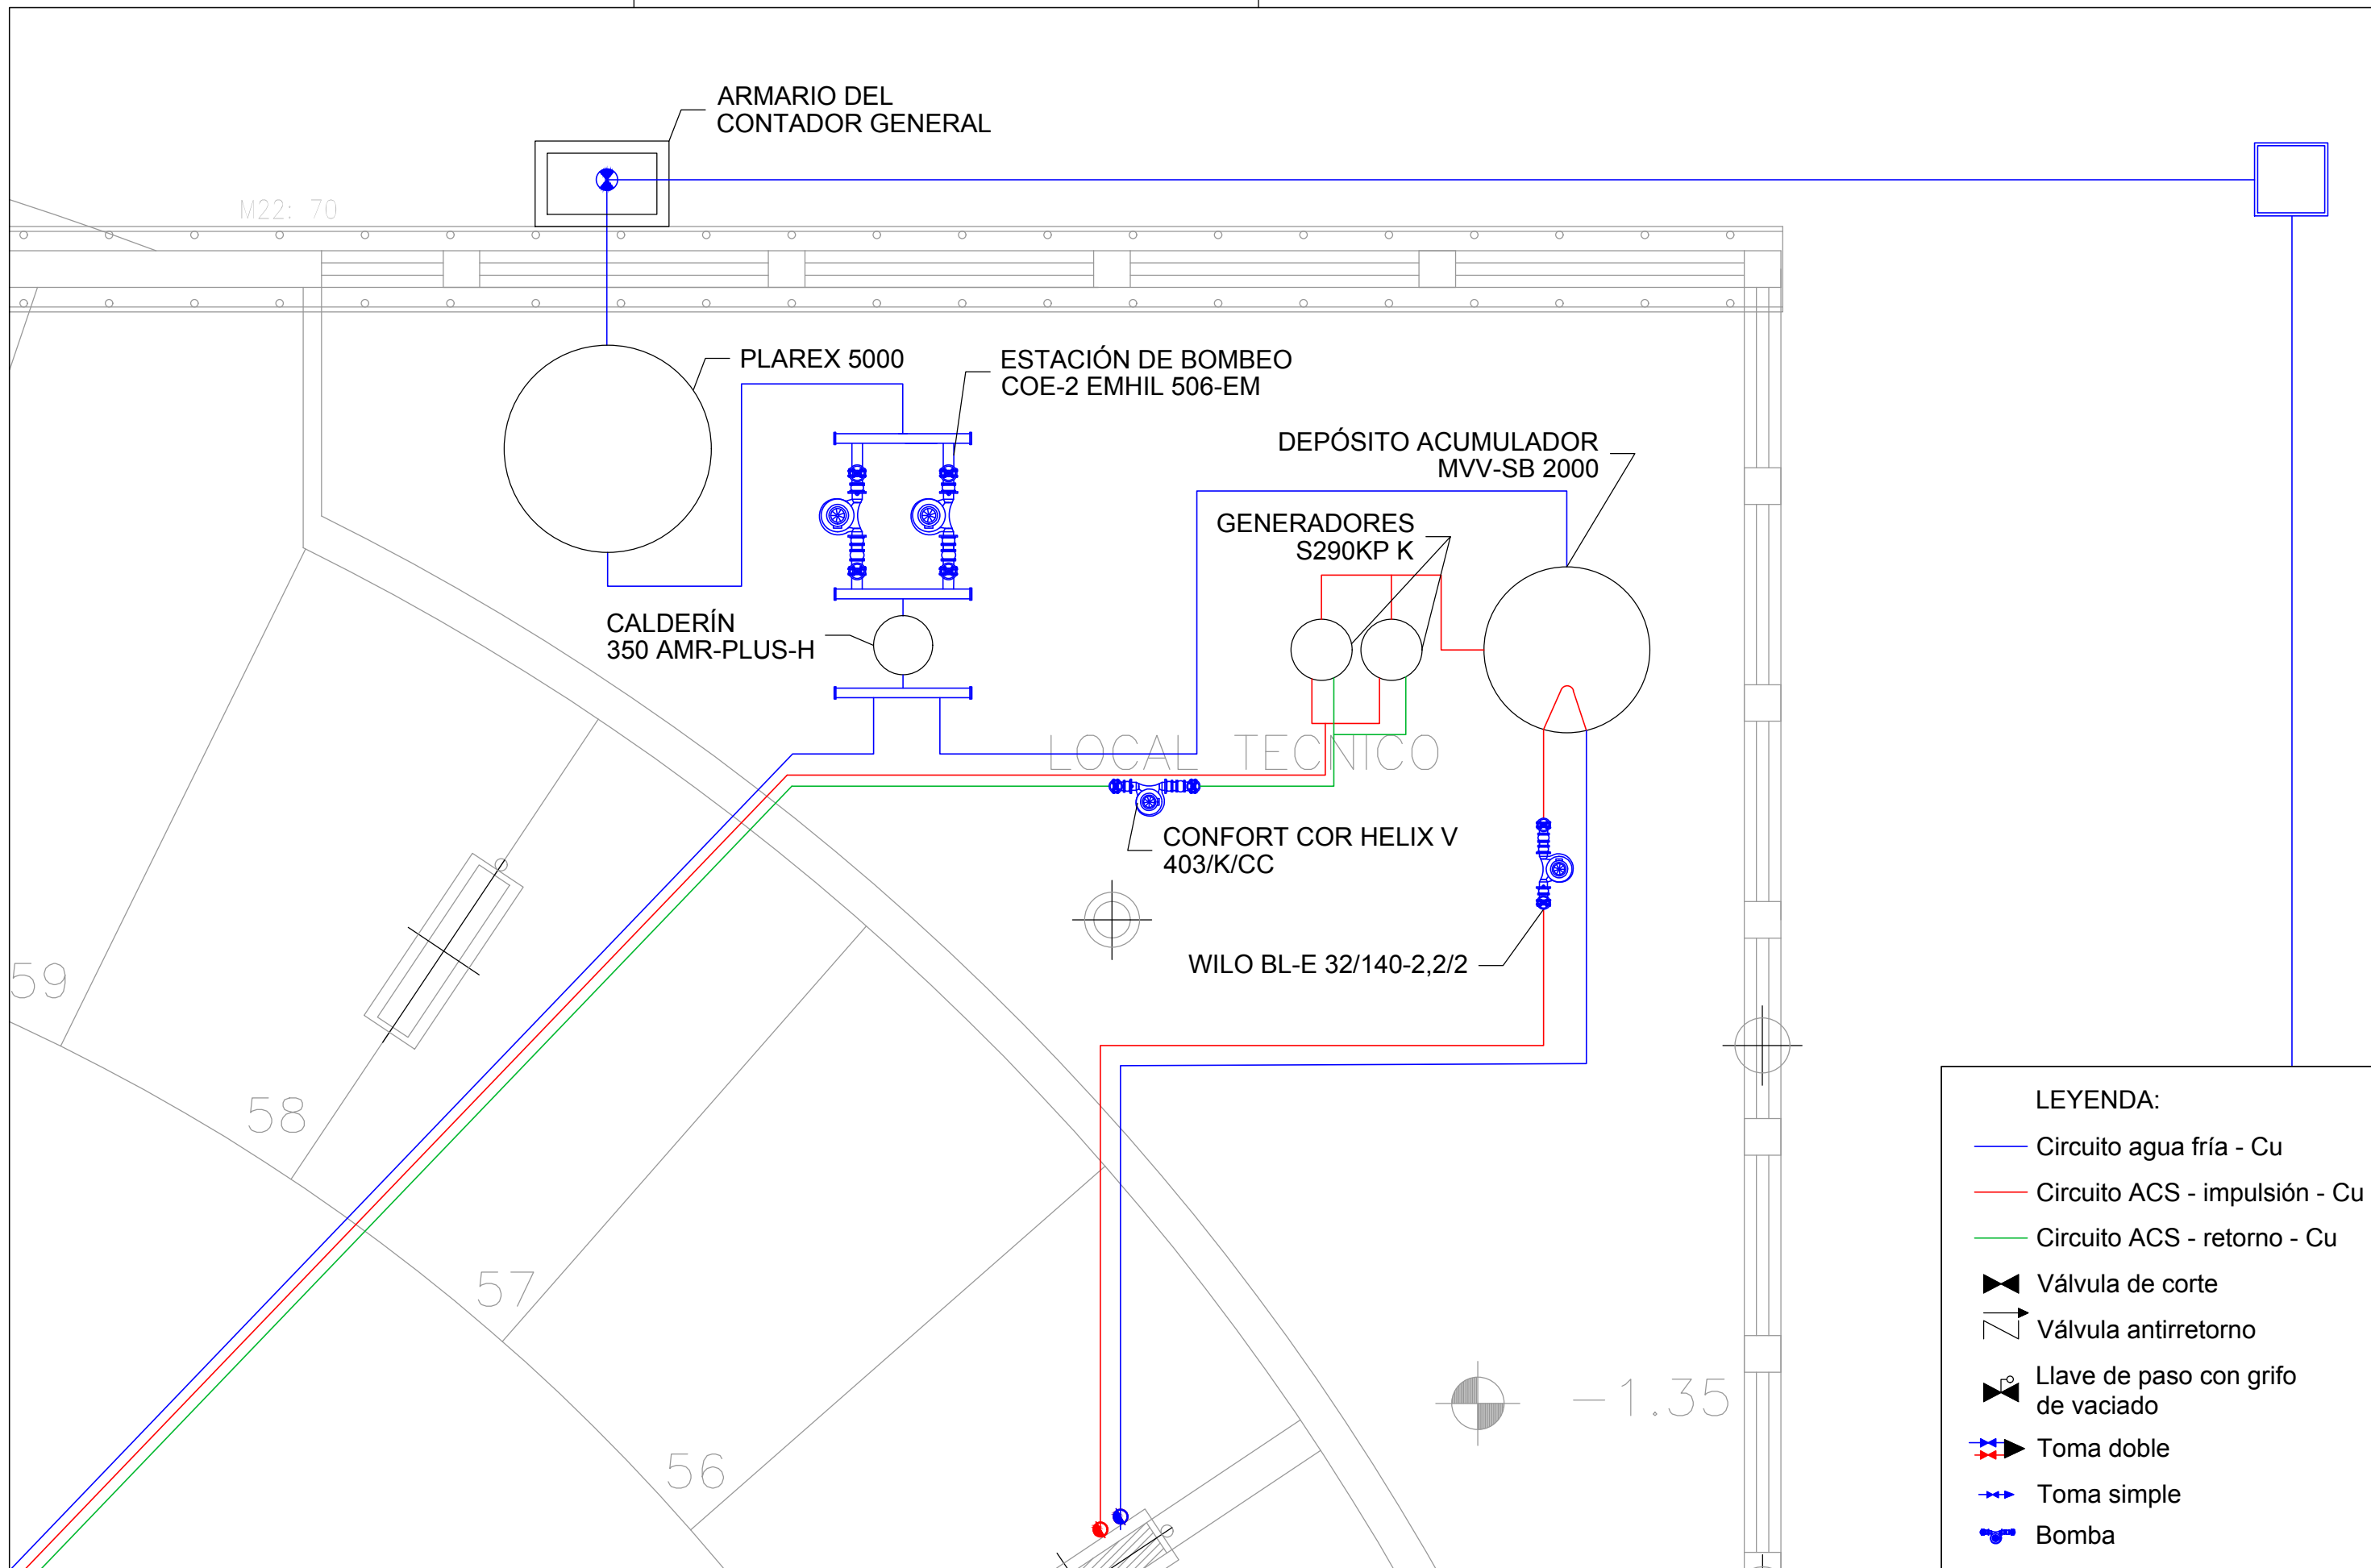 ARMARIO DEL
CONTADOR GENERAL
M22: 70
PLAREX 5000
ESTACIÓN DE BOMBEO
COE-2 EMHIL 506-EM
DEPÓSITO ACUMULADOR
MVV-SB 2000
GENERADORES
S290KP K
CALDERÍN
350 AMR-PLUS-H
LOCAL TECNICO
CONFORT COR HELIX V
403/K/CC
WILO BL-E 32/140-2,2/2
59
58
57
56
-1.35
LEYENDA:
Circuito agua fría - Cu
Circuito ACS - impulsión - Cu
Circuito ACS - retorno - Cu
Válvula de corte
Válvula antirretorno
Llave de paso con grifo
de vaciado
Toma doble
Toma simple
Bomba